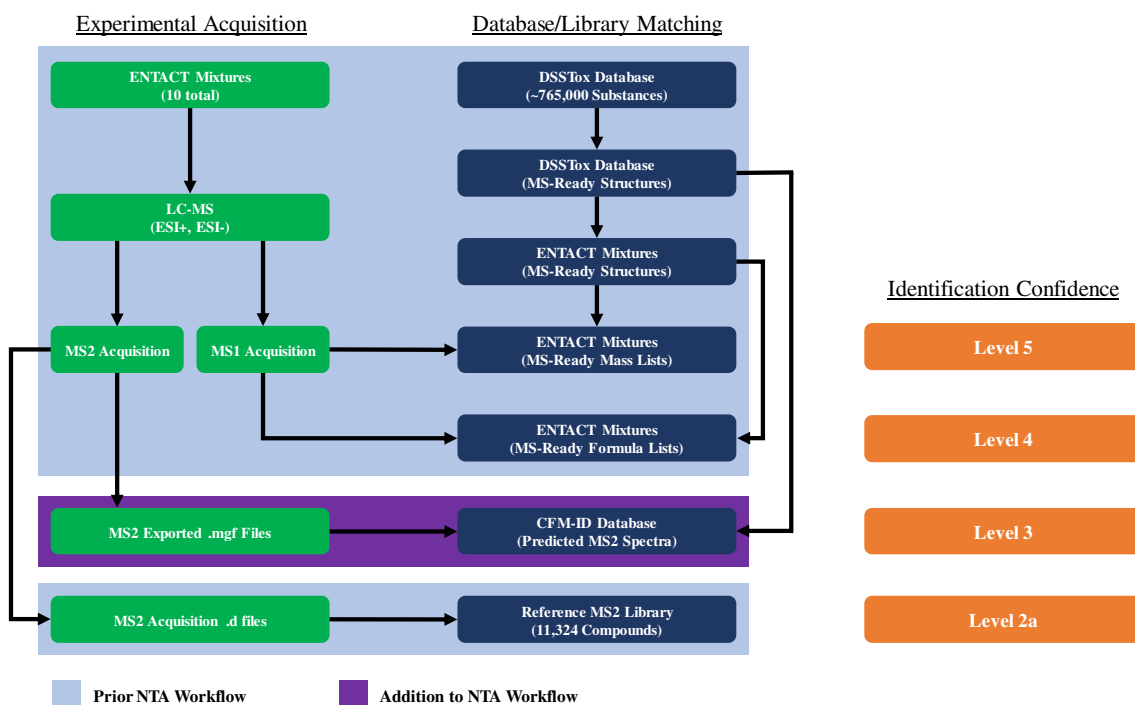 Experimental Acquisition
Database/Library Matching
ENTACT Mixtures
(10 total)
DSSTox Database
(~765,000 Substances)
DSSTox Database
(MS-Ready Structures)
LC-MS
(ESI+, ESI-)
ENTACT Mixtures
(MS-Ready Structures)
Identification Confidence
MS2 Acquisition
MS1 Acquisition
ENTACT Mixtures
(MS-Ready Mass Lists)
Level 5
ENTACT Mixtures
(MS-Ready Formula Lists)
Level 4
MS2 Exported .mgf Files
CFM-ID Database
(Predicted MS2 Spectra)
Level 3
MS2 Acquisition .d files
Reference MS2 Library
(11,324 Compounds)
Level 2a
Prior NTA Workflow
Addition to NTA Workflow